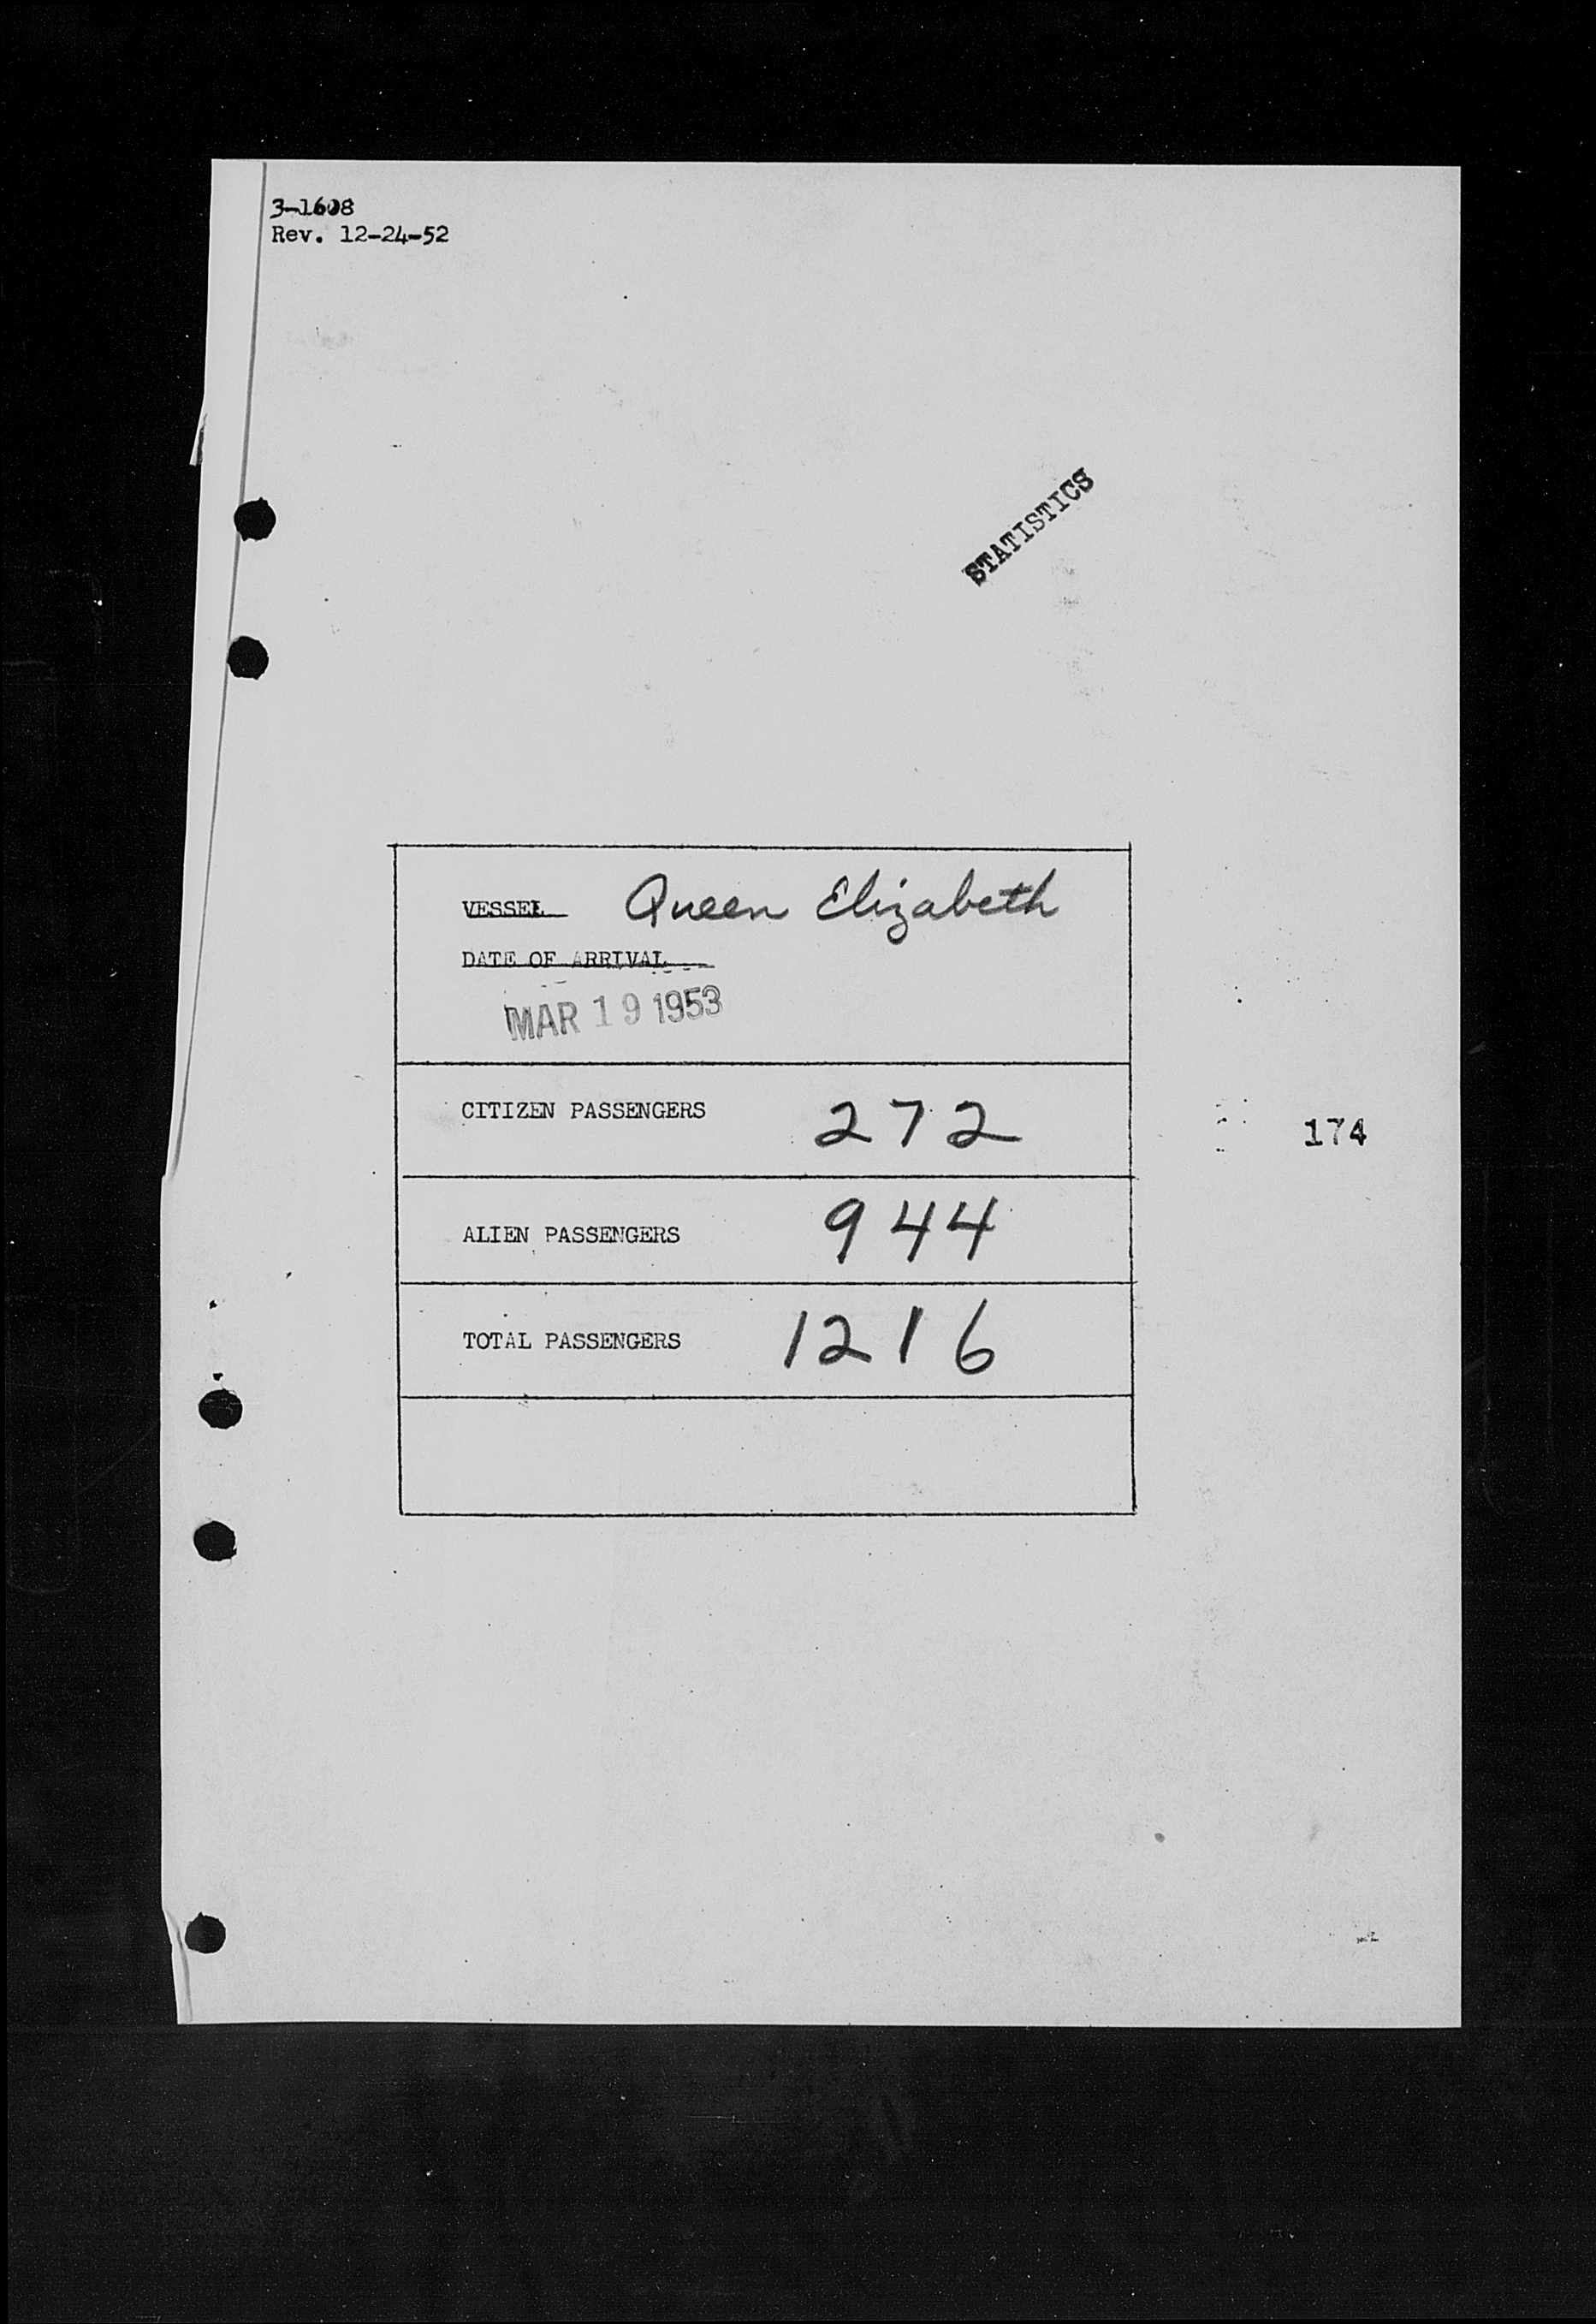 3-1608
Rev. 12-24-52
STATISTICS
VESSEL Queen Elizabeth
DATE OF ARRIVAL
MAR 19 1953
CITIZEN PASSENGERS 272
174
ALIEN PASSENGERS 944
TOTAL PASSENGERS 1216